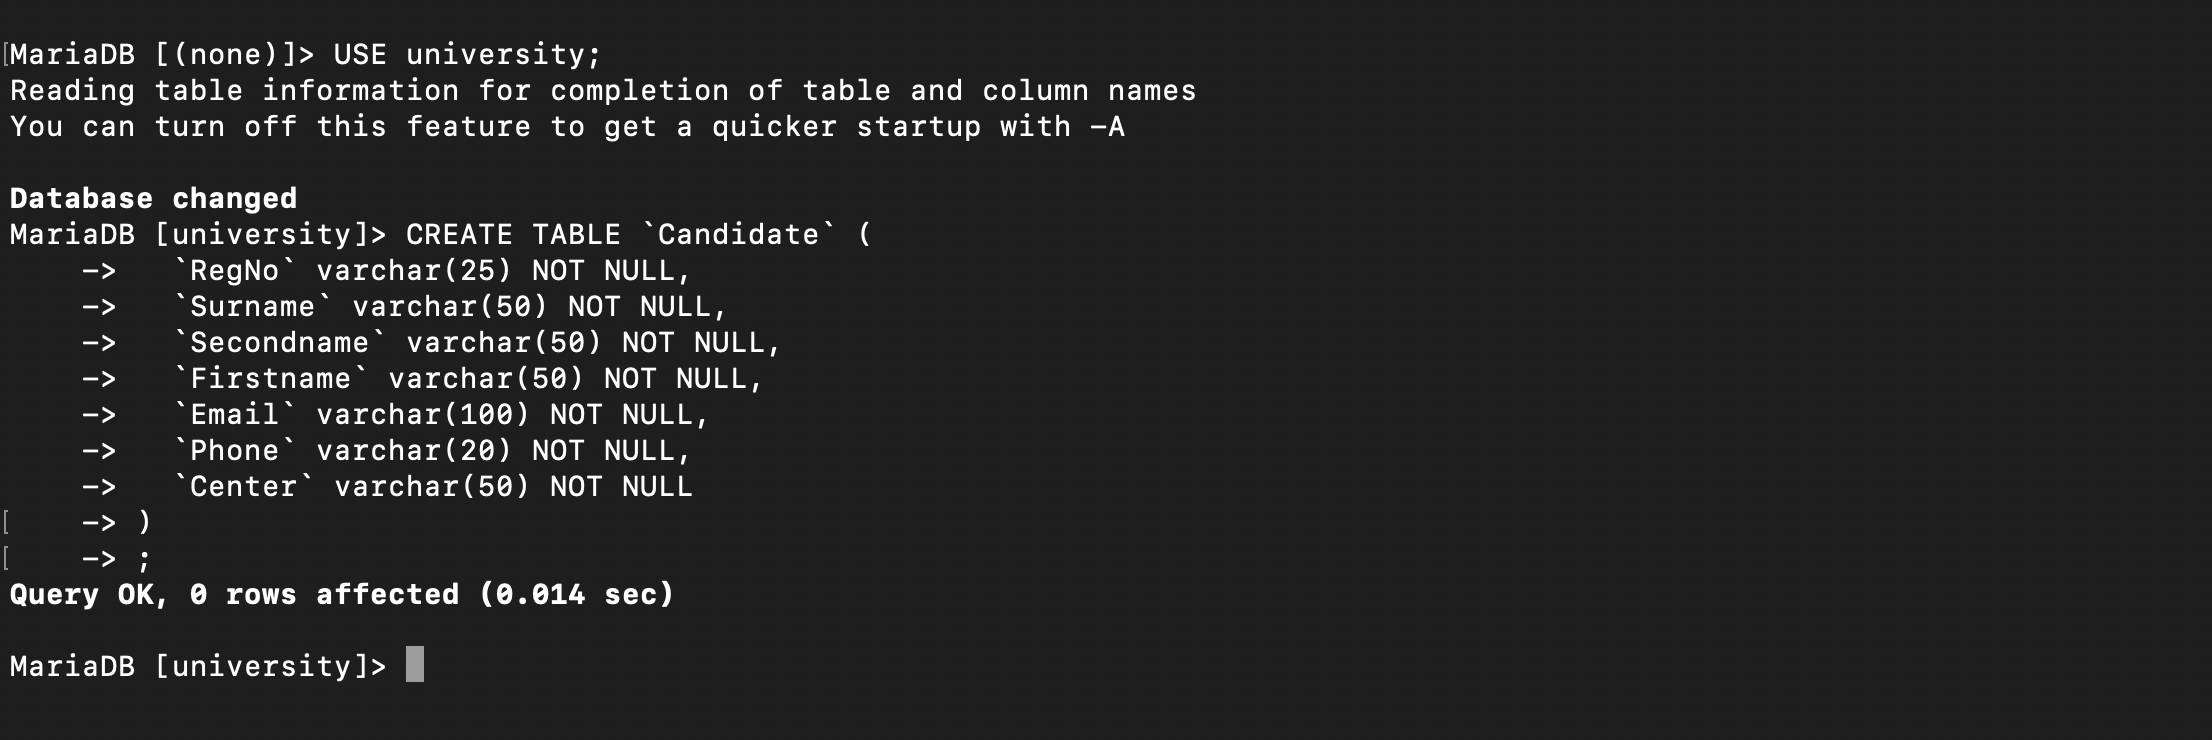 MariaDB [(none)]> USE university;
Reading table information for completion of table and column names
You can turn off this feature to get a quicker startup with -A

Database changed
MariaDB [university]> CREATE TABLE `Candidate` (
    ->   `RegNo` varchar(25) NOT NULL,
    ->   `Surname` varchar(50) NOT NULL,
    ->   `Secondname` varchar(50) NOT NULL,
    ->   `Firstname` varchar(50) NOT NULL,
    ->   `Email` varchar(100) NOT NULL,
    ->   `Phone` varchar(20) NOT NULL,
    ->   `Center` varchar(50) NOT NULL
    -> )
    -> ;
Query OK, 0 rows affected (0.014 sec)

MariaDB [university]>